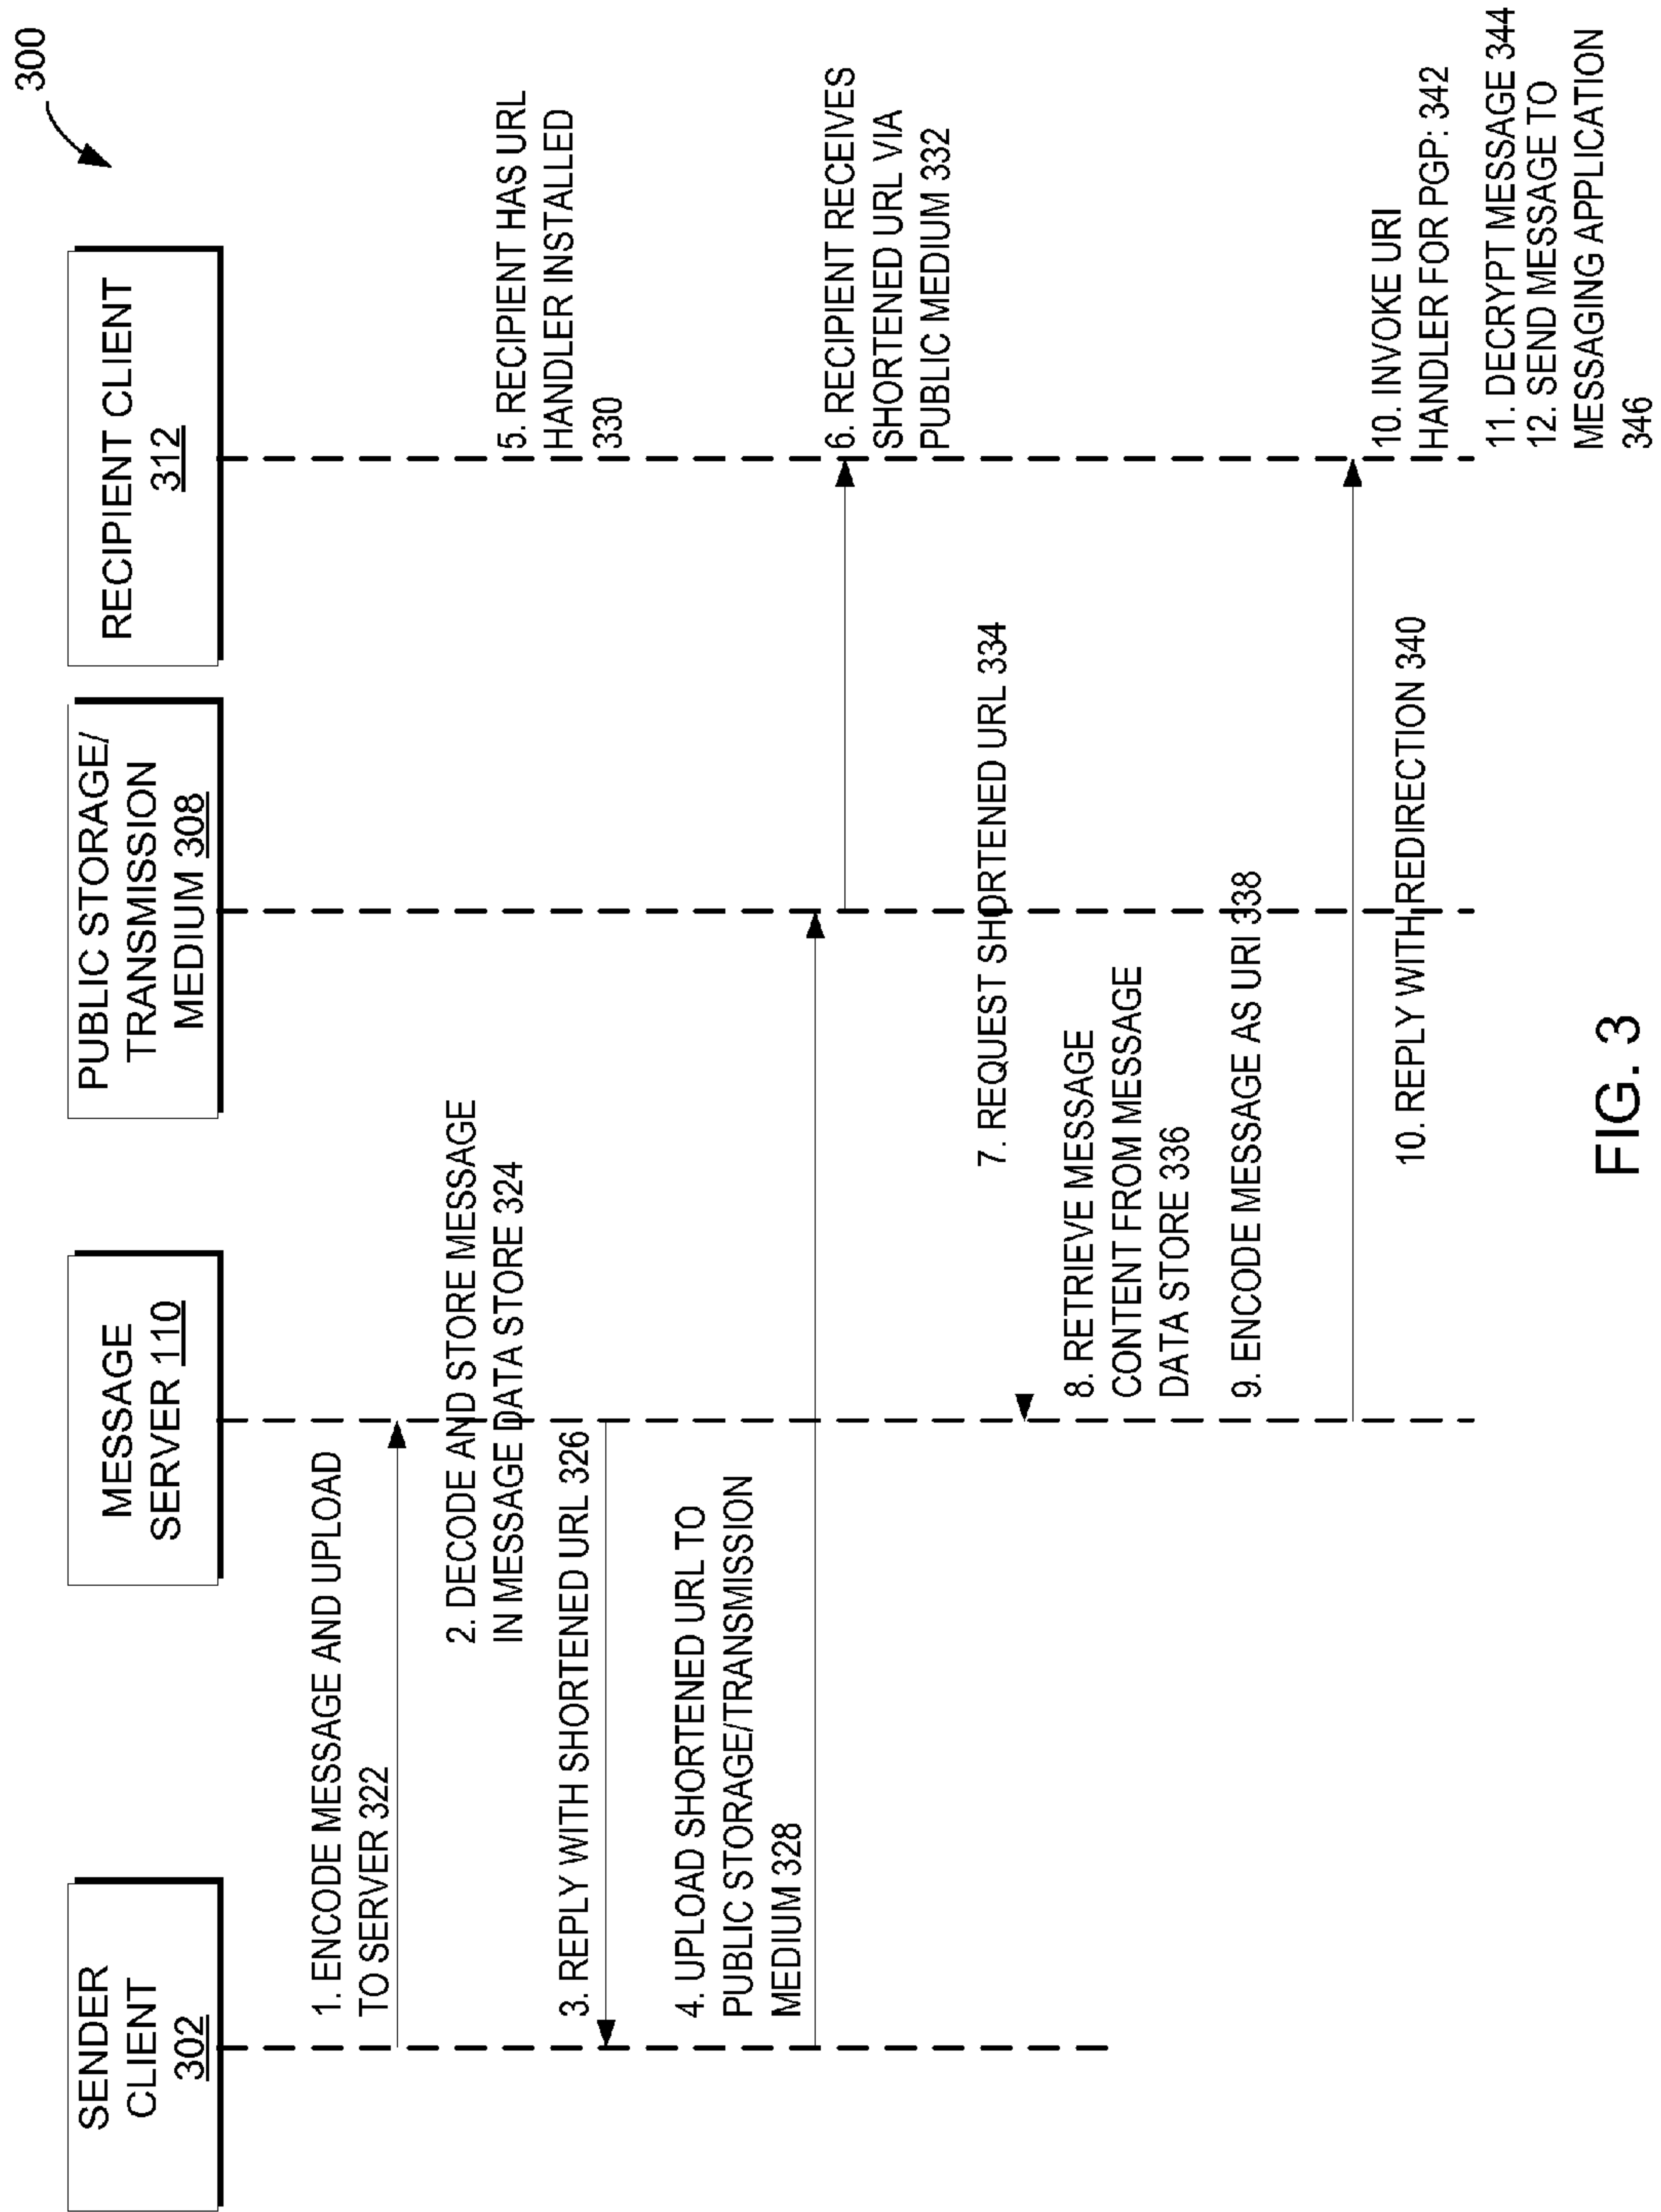 300
SENDER
CLIENT
302
MESSAGE
SERVER 110
PUBLIC STORAGE/
TRANSMISSION
MEDIUM 308
RECIPIENT CLIENT
312
1. ENCODE MESSAGE AND UPLOAD
TO SERVER 322
2. DECODE AND STORE MESSAGE
IN MESSAGE DATA STORE 324
3. REPLY WITH SHORTENED URL 326
4. UPLOAD SHORTENED URL TO
PUBLIC STORAGE/TRANSMISSION
MEDIUM 328
5. RECIPIENT HAS URL
HANDLER INSTALLED
330
6. RECIPIENT RECEIVES
SHORTENED URL VIA
PUBLIC MEDIUM 332
7. REQUEST SHORTENED URL 334
8. RETRIEVE MESSAGE
CONTENT FROM MESSAGE
DATA STORE 336
9. ENCODE MESSAGE AS URI 338
10. REPLY WITH REDIRECTION 340
10. INVOKE URI
HANDLER FOR PGP: 342
11. DECRYPT MESSAGE 344
12. SEND MESSAGE TO
MESSAGING APPLICATION
346
FIG. 3